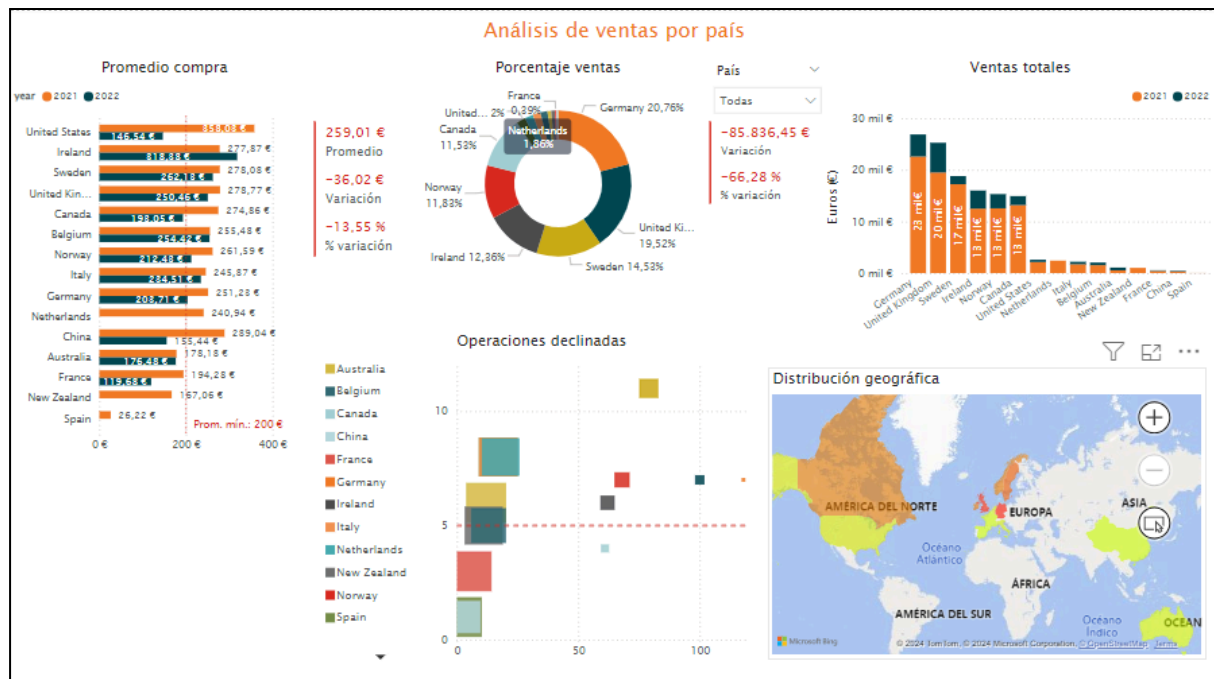 Análisis de ventas por país
Promedio compra
year 2021 2022
United States 358,08 € 146,54 €
Ireland 277,87 € 318,88 €
Sweden 278,08 € 262,18 €
United Kin... 278,77 € 250,46 €
Canada 274,86 € 198,05 €
Belgium 255,48 € 254,42 €
Norway 261,59 € 212,48 €
Italy 245,87 € 234,51 €
Germany 251,28 € 203,71 €
Netherlands 240,94 €
China 289,04 € 155,44 €
Australia 178,18 € 176,48 €
France 194,28 € 119,68 €
New Zealand 167,06 €
Spain 26,22 €
Prom. mín.: 200 €
0 € 200 € 400 €
259,01 €
Promedio
-36,02 €
Variación
-13,55 %
% variación
Porcentaje ventas
France
0,39%
United... 2%
Canada
11,53%
Netherlands
1,86%
Germany 20,76%
Norway
11,83%
Ireland 12,36%
Sweden 14,53%
United Ki...
19,52%
País
Todas
-85.836,45 €
Variación
-66,28 %
% variación
Ventas totales
2021 2022
Euros (€)
30 mil €
20 mil €
10 mil €
0 mil €
23 mil€
20 mil€
17 mil€
13 mil€
13 mil€
13 mil€
Germany
United Kingdom
Sweden
Ireland
Norway
Canada
United States
Netherlands
Italy
Belgium
Australia
New Zealand
France
China
Spain
Operaciones declinadas
Australia
Belgium
Canada
China
France
Germany
Ireland
Italy
Netherlands
New Zealand
Norway
Spain
10
5
0
0 50 100
Distribución geográfica
AMÉRICA DEL NORTE
EUROPA
ASIA
Océano
Atlántico
ÁFRICA
AMÉRICA DEL SUR
Océano
Índico
OCEAN
Microsoft Bing
© 2024 TomTom, © 2024 Microsoft Corporation, © OpenStreetMap Terms